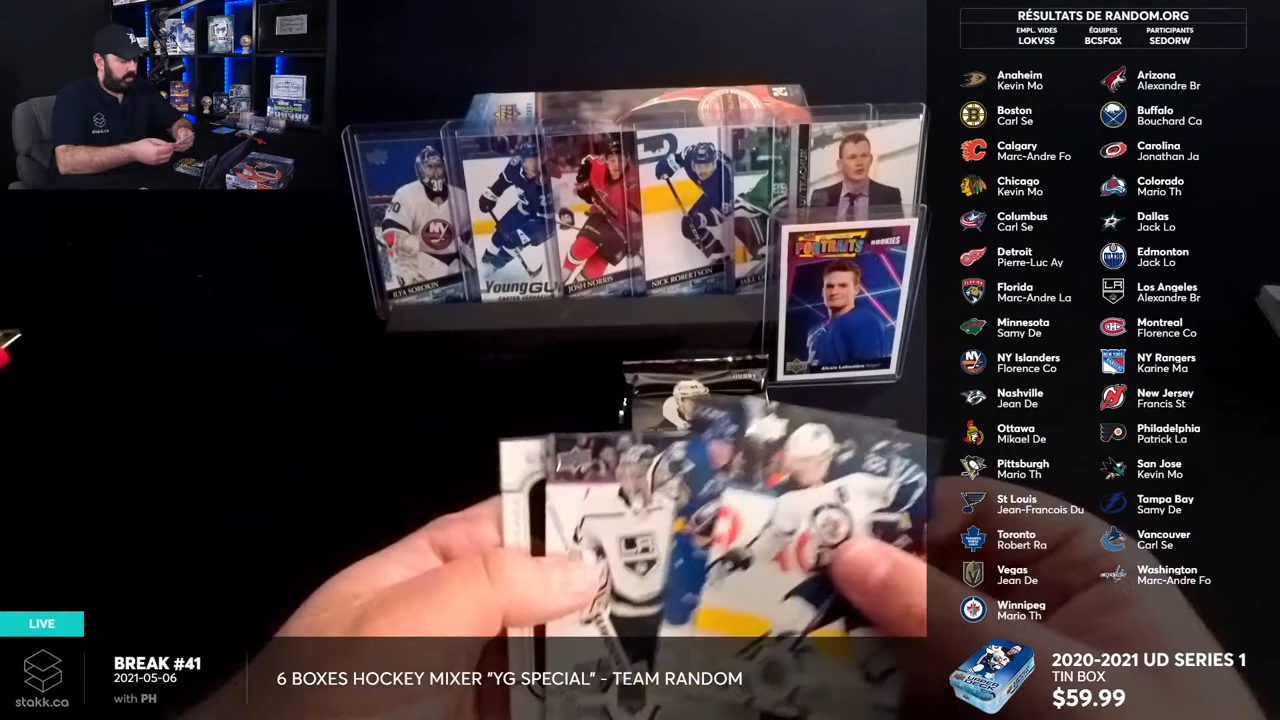 RÉSULTATS DE RANDOM.ORG
EMPL. VIDES
LOKVSS
ÉQUIPES
BCSFQX
PARTICIPANTS
SEDORW
Anaheim
Kevin Mo
Arizona
Alexandre Br
Boston
Carl Se
Buffalo
Bouchard Ca
Calgary
Marc-Andre Fo
Carolina
Jonathan Ja
Chicago
Kevin Mo
Colorado
Mario Th
Columbus
Carl Se
Dallas
Jack Lo
Detroit
Pierre-Luc Ay
Edmonton
Jack Lo
Florida
Marc-Andre La
Los Angeles
Alexandre Br
Minnesota
Samy De
Montreal
Florence Co
NY Islanders
Florence Co
NY Rangers
Karine Ma
Nashville
Jean De
New Jersey
Francis St
Ottawa
Mikael De
Philadelphia
Patrick La
Pittsburgh
Mario Th
San Jose
Kevin Mo
St Louis
Jean-Francois Du
Tampa Bay
Samy De
Toronto
Robert Ra
Vancouver
Carl Se
Vegas
Jean De
Washington
Marc-Andre Fo
Winnipeg
Mario Th
24
ILYA SOROKIN
Young GU
JOSH NORRIS
NICK ROBERTSON
PORTRAITS
ROOKIES
HOBBY
LA
LIVE
stakk.ca
BREAK #41
2021-05-06
with PH
6 BOXES HOCKEY MIXER "YG SPECIAL" - TEAM RANDOM
2020-2021 UD SERIES 1
TIN BOX
$59.99